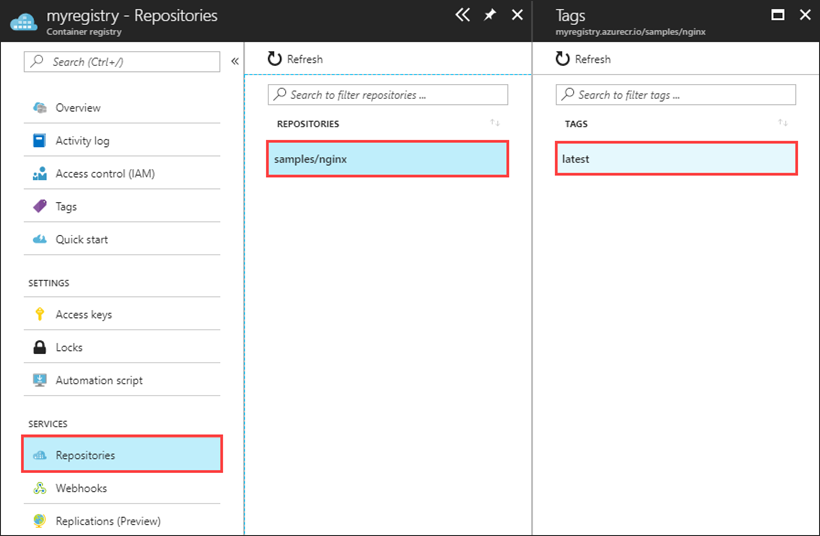 myregistry - Repositories
Container registry
Search (Ctrl+/)
Overview
Activity log
Access control (IAM)
Tags
Quick start
SETTINGS
Access keys
Locks
Automation script
SERVICES
Repositories
Webhooks
Replications (Preview)
Refresh
Search to filter repositories ...
REPOSITORIES
samples/nginx
Tags
myregistry.azurecr.io/samples/nginx
Refresh
Search to filter tags ...
TAGS
latest